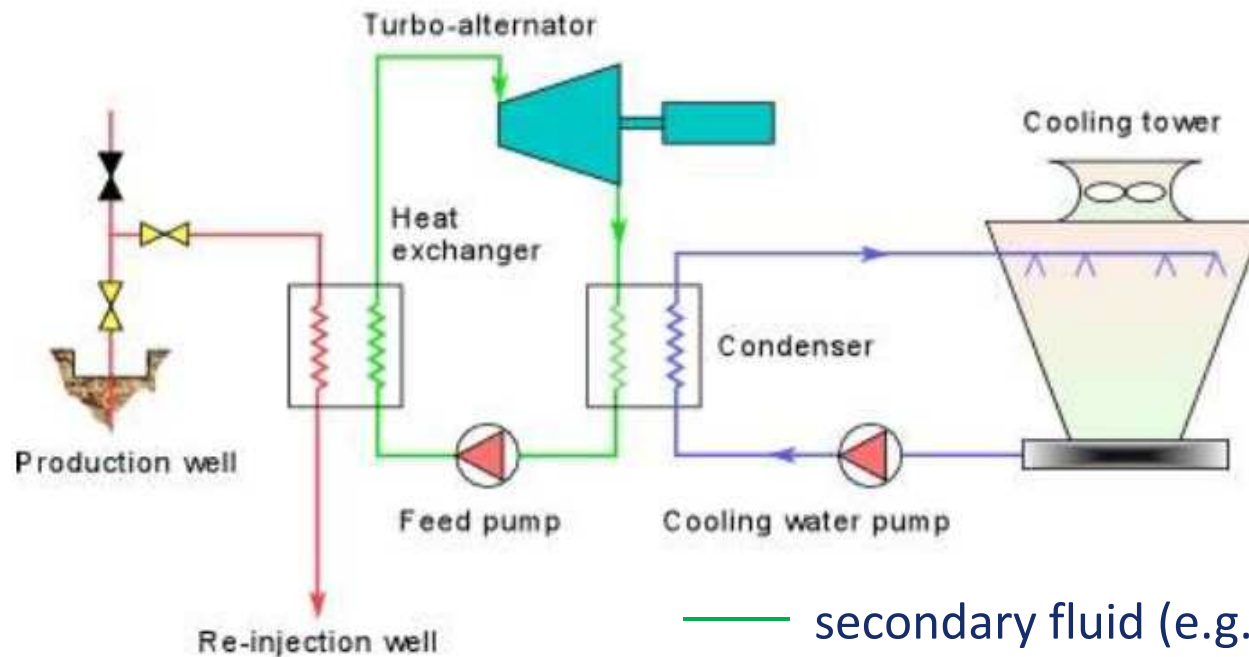 Turbo-alternator
Cooling tower
Heat
exchanger
Condenser
Production well
Feed pump
Cooling water pump
Re-injection well
secondary fluid (e.g.